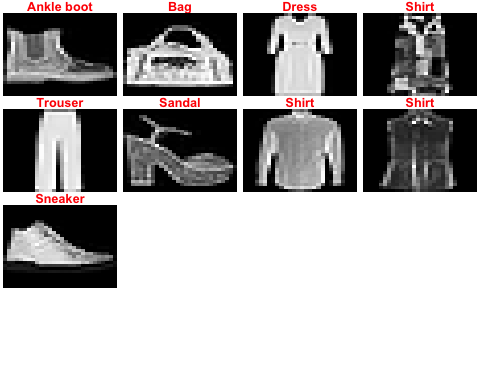 Ankle boot
Bag
Dress
Shirt
Trouser
Sandal
Shirt
Shirt
Sneaker